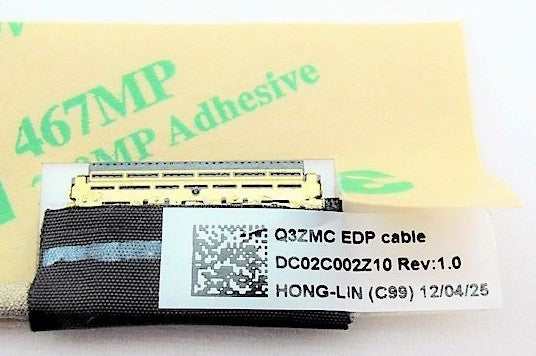 467MP
MP Adhesive
Q3ZMC EDP cable
DC02C002Z10 Rev:1.0
HONG-LIN (C99) 12/04/25